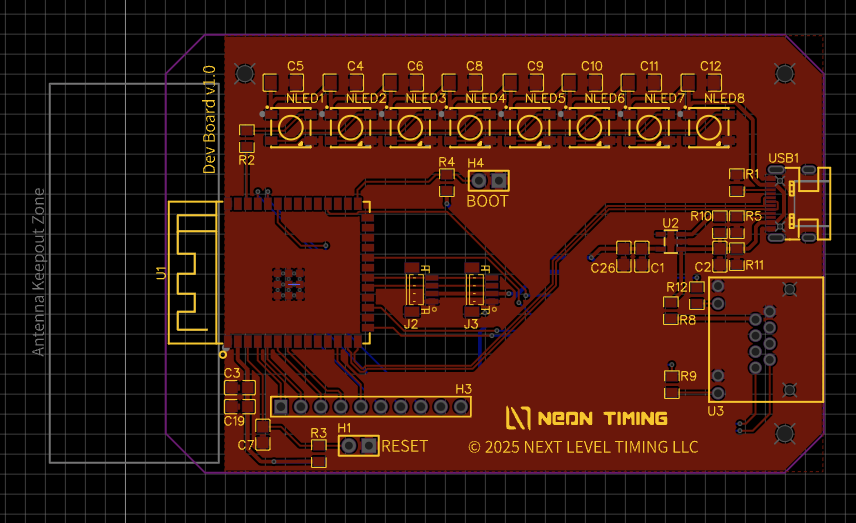 C5 C4 C6 C8 C9 C10 C11 C12
NLED1 NLED2 NLED3 NLED4 NLED5 NLED6 NLED7 NLED8
Dev Board v1.0
R2
R4 H4
BOOT
USB1
R1
R10 R5
U2
C26 C1 C2 R11
Antenna Keepout Zone
U1
R12
R8
J2 J3
R9
U3
C3
C19
C7
H3
H1
R3
RESET
NEON TIMING
© 2025 NEXT LEVEL TIMING LLC